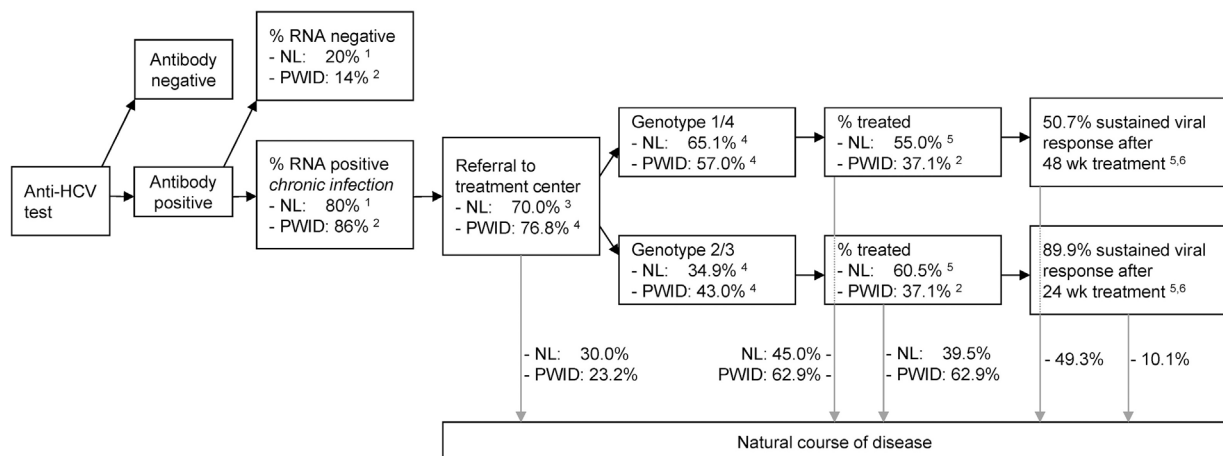 Anti-HCV
test
Antibody
negative
Antibody
positive
% RNA negative
- NL: 20% ¹
- PWID: 14% ²
% RNA positive
chronic infection
- NL: 80% ¹
- PWID: 86% ²
Referral to
treatment center
- NL: 70.0% ³
- PWID: 76.8% ⁴
Genotype 1/4
- NL: 65.1% ⁴
- PWID: 57.0% ⁴
% treated
- NL: 55.0% ⁵
- PWID: 37.1% ²
50.7% sustained viral
response after
48 wk treatment ⁵,⁶
Genotype 2/3
- NL: 34.9% ⁴
- PWID: 43.0% ⁴
% treated
- NL: 60.5% ⁵
- PWID: 37.1% ²
89.9% sustained viral
response after
24 wk treatment ⁵,⁶
- NL: 30.0%
- PWID: 23.2%
NL: 45.0% -
PWID: 62.9% -
- NL: 39.5%
- PWID: 62.9%
- 49.3%
- 10.1%
Natural course of disease